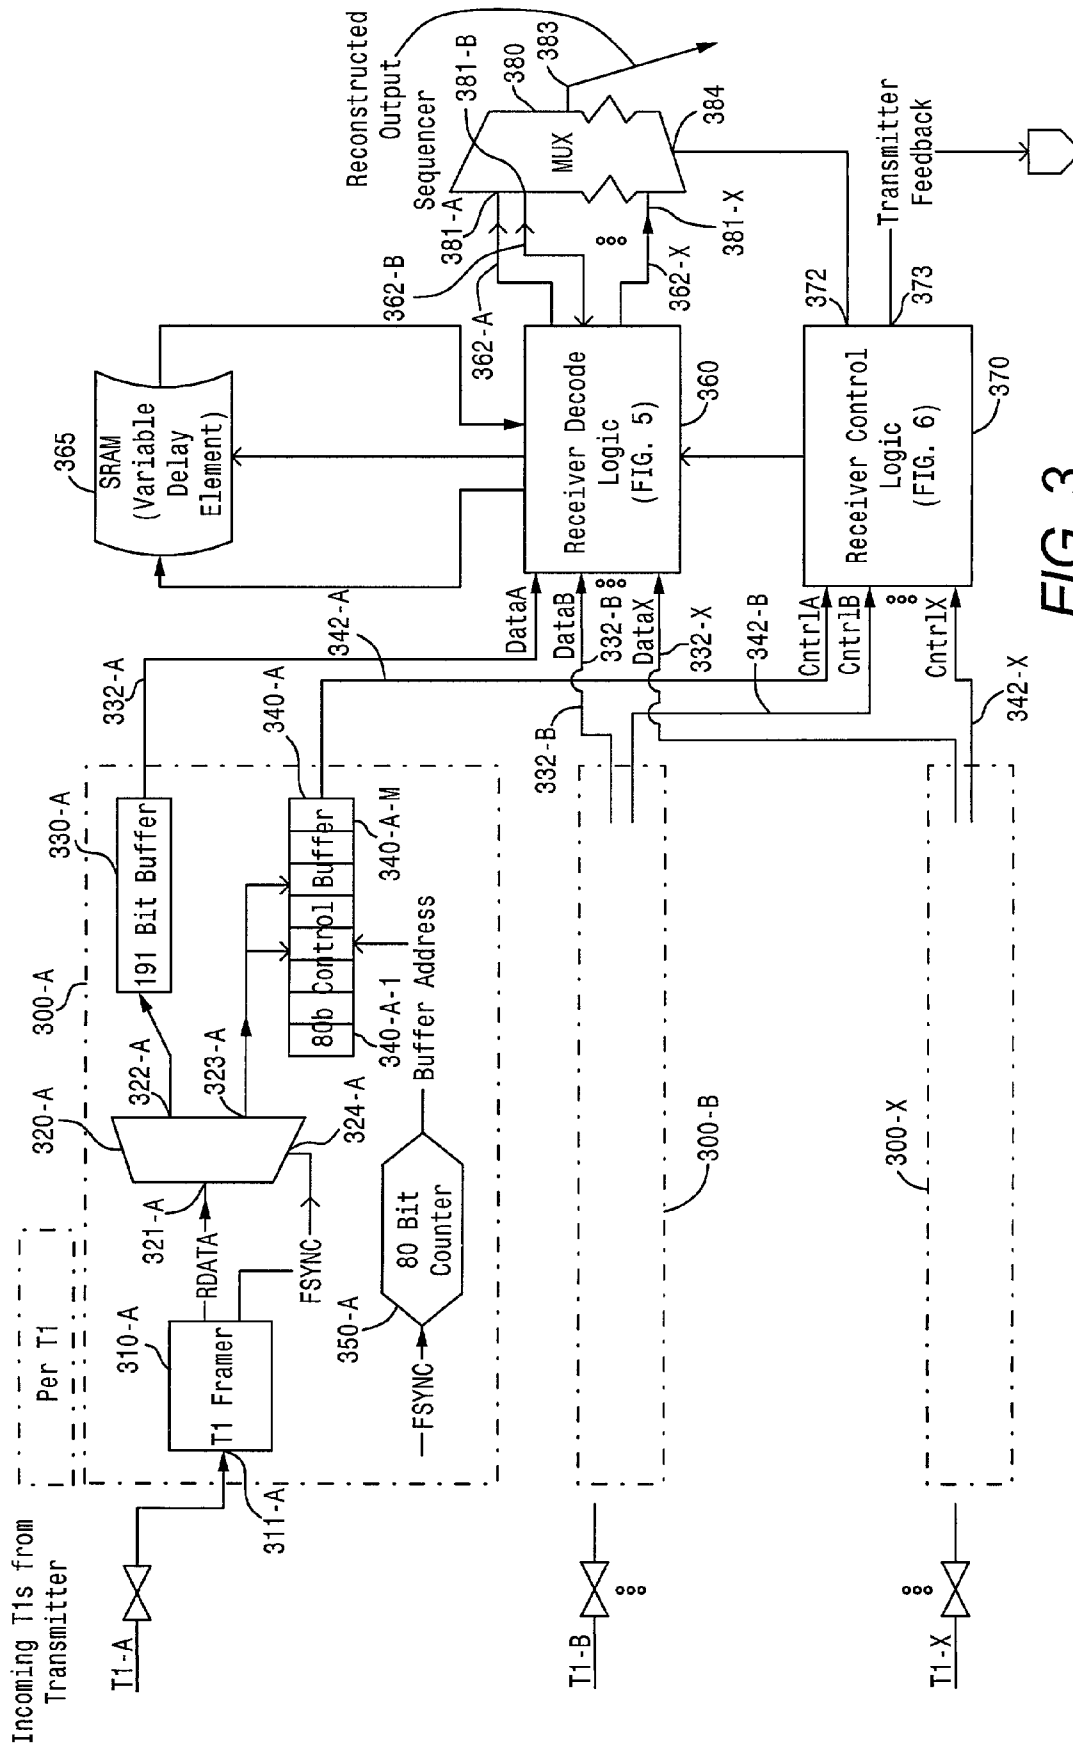 Incoming T1s from
Transmitter
Per T1
T1-A
311-A
310-A
T1 Framer
RDATA
FSYNC
321-A
320-A
322-A
323-A
324-A
300-A
330-A
191 Bit Buffer
332-A
340-A
80b Control Buffer
340-A-1
340-A-M
342-A
Buffer Address
350-A
80 Bit
Counter
FSYNC
T1-B
300-B
332-B
342-B
T1-X
300-X
332-B
332-X
342-X
365
SRAM
(Variable
Delay
Element)
DataA
DataB
DataX
Receiver Decode
Logic
(FIG. 5)
360
CntrlA
CntrlB
CntrlX
Receiver Control
Logic
(FIG. 6)
370
372
373
Transmitter
Feedback
362-A
362-B
362-X
381-A
381-B
381-X
MUX
380
383
384
Reconstructed
Output
Sequencer
FIG. 3